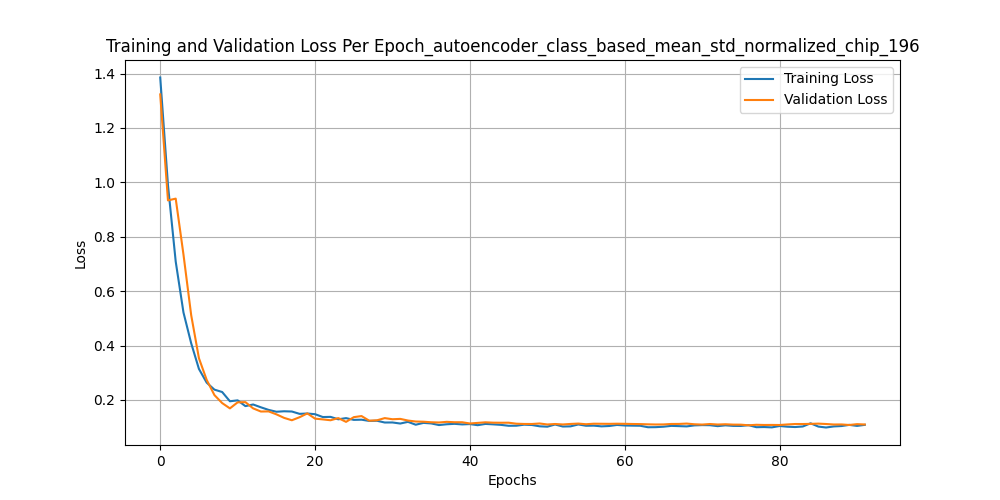 Training and Validation Loss Per Epoch_autoencoder_class_based_mean_std_normalized_chip_196
Training Loss
Validation Loss
1.4
1.2
1.0
0.8
0.6
0.4
0.2
Loss
0 20 40 60 80
Epochs